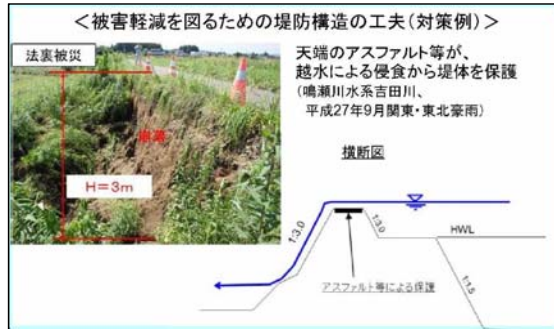 ＜被害軽減を図るための堤防構造の工夫(対策例)＞
法裏被災
崩落
H=3m
天端のアスファルト等が、
越水による侵食から堤体を保護
(鳴瀬川水系吉田川、
平成27年9月関東・東北豪雨)
横断図
1:3.0
1:3.0
HWL
1:1.5
アスファルト等による保護